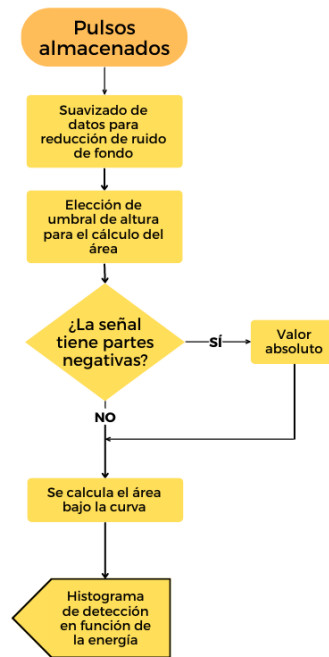 Pulsos
almacenados
Suavizado de
datos para
reducción de ruido
de fondo
Elección de
umbral de altura
para el cálculo del
área
¿La señal
tiene partes
negativas?
SÍ
Valor
absoluto
NO
Se calcula el área
bajo la curva
Histograma
de detección
en función de
la energía